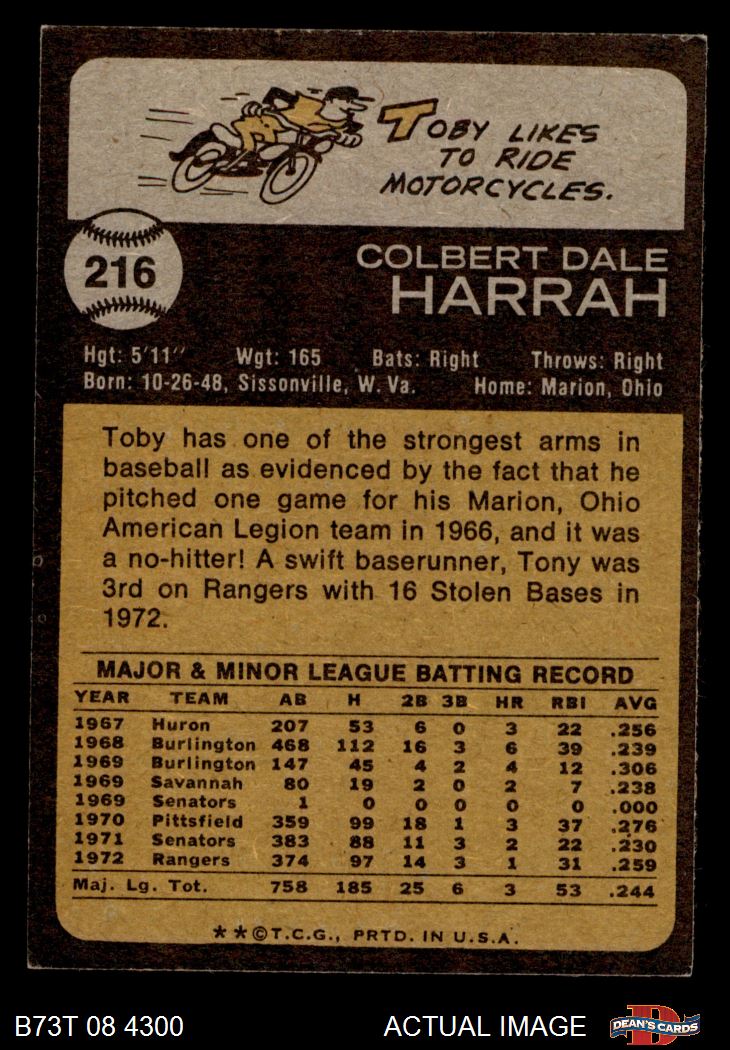 TOBY LIKES
TO RIDE
MOTORCYCLES.
216
COLBERT DALE
HARRAH
Hgt: 5'11" Wgt: 165 Bats: Right Throws: Right
Born: 10-26-48, Sissonville, W. Va. Home: Marion, Ohio
Toby has one of the strongest arms in
baseball as evidenced by the fact that he
pitched one game for his Marion, Ohio
American Legion team in 1966, and it was
a no-hitter! A swift baserunner, Tony was
3rd on Rangers with 16 Stolen Bases in
1972.
MAJOR & MINOR LEAGUE BATTING RECORD
YEAR TEAM AB H 2B 3B HR RBI AVG
1967 Huron 207 53 6 0 3 22 .256
1968 Burlington 468 112 16 3 6 39 .239
1969 Burlington 147 45 4 2 4 12 .306
1969 Savannah 80 19 2 0 2 7 .238
1969 Senators 1 0 0 0 0 0 .000
1970 Pittsfield 359 99 18 1 3 37 .276
1971 Senators 383 88 11 3 2 22 .230
1972 Rangers 374 97 14 3 1 31 .259
Maj. Lg. Tot. 758 185 25 6 3 53 .244
**©T.C.G., PRTD. IN U.S.A.
B73T 08 4300 ACTUAL IMAGE DEAN'S CARDS